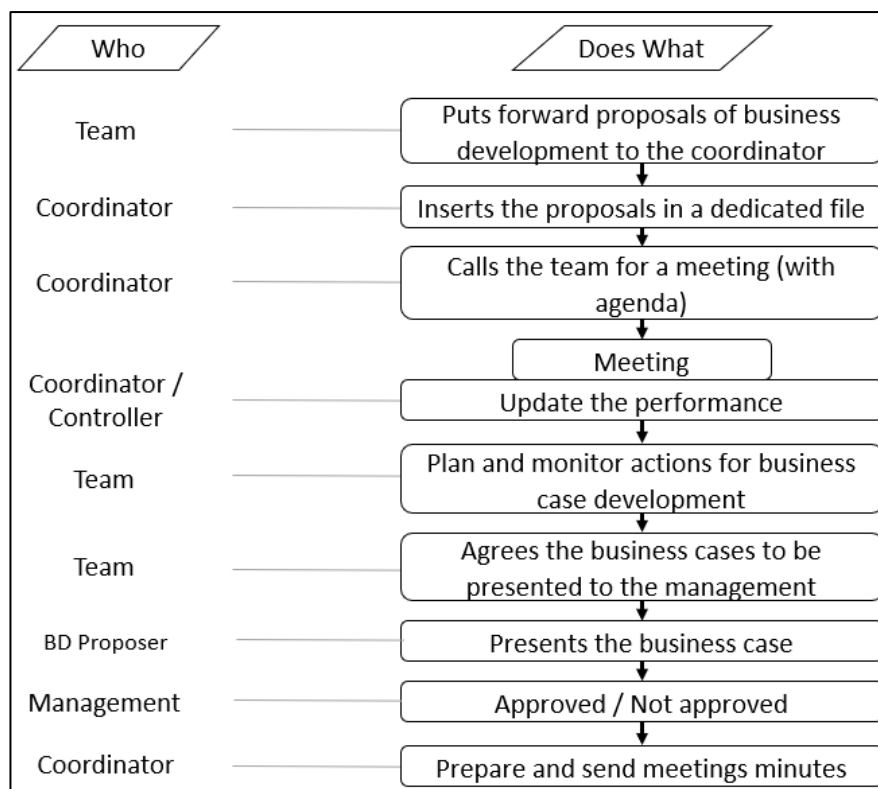 Who
Does What
Team
Puts forward proposals of business
development to the coordinator
Coordinator
Inserts the proposals in a dedicated file
Coordinator
Calls the team for a meeting (with
agenda)
Meeting
Coordinator /
Controller
Update the performance
Team
Plan and monitor actions for business
case development
Team
Agrees the business cases to be
presented to the management
BD Proposer
Presents the business case
Management
Approved / Not approved
Coordinator
Prepare and send meetings minutes